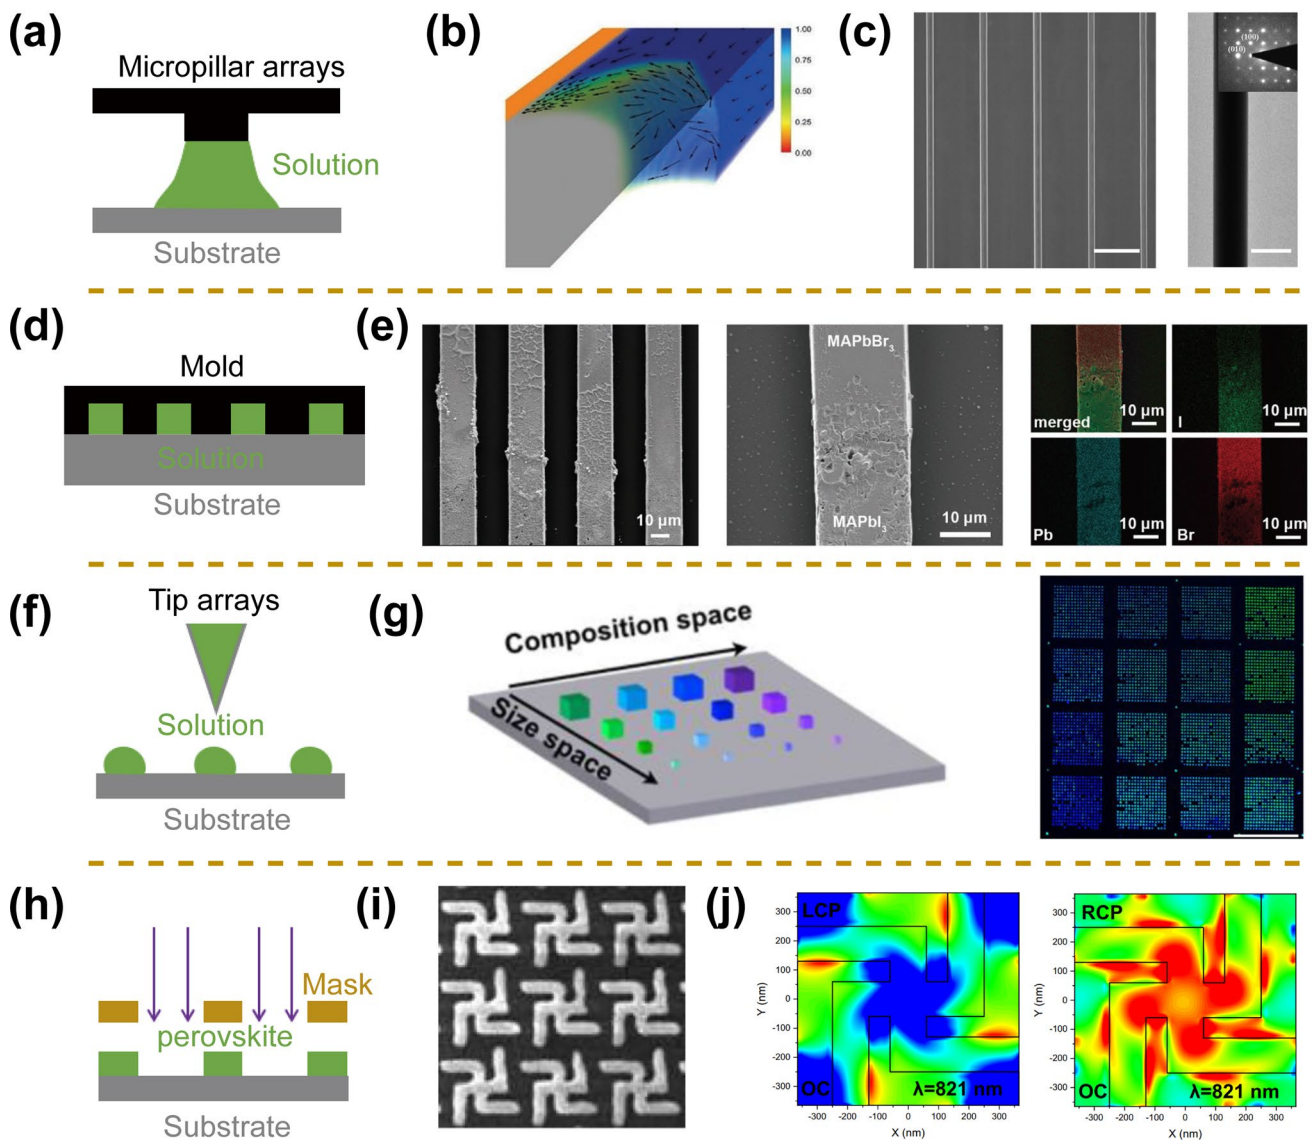 (a)
Micropillar arrays
Solution
Substrate
(b)
1.00
0.75
0.50
0.25
0.00
(c)
(100)
(010)
(d)
Mold
Solution
Substrate
(e)
10 μm
MAPbBr3
MAPbI3
10 μm
merged
10 μm
I
10 μm
Pb
10 μm
Br
10 μm
(f)
Tip arrays
Solution
Substrate
(g)
Composition space
Size space
(h)
Mask
perovskite
Substrate
(i)
(j)
LCP
OC
λ=821 nm
Y (nm)
300
200
100
0
-100
-200
-300
-300 -200 -100 0 100 200 300
X (nm)
RCP
OC
λ=821 nm
Y (nm)
300
200
100
0
-100
-200
-300
-300 -200 -100 0 100 200 300
X (nm)